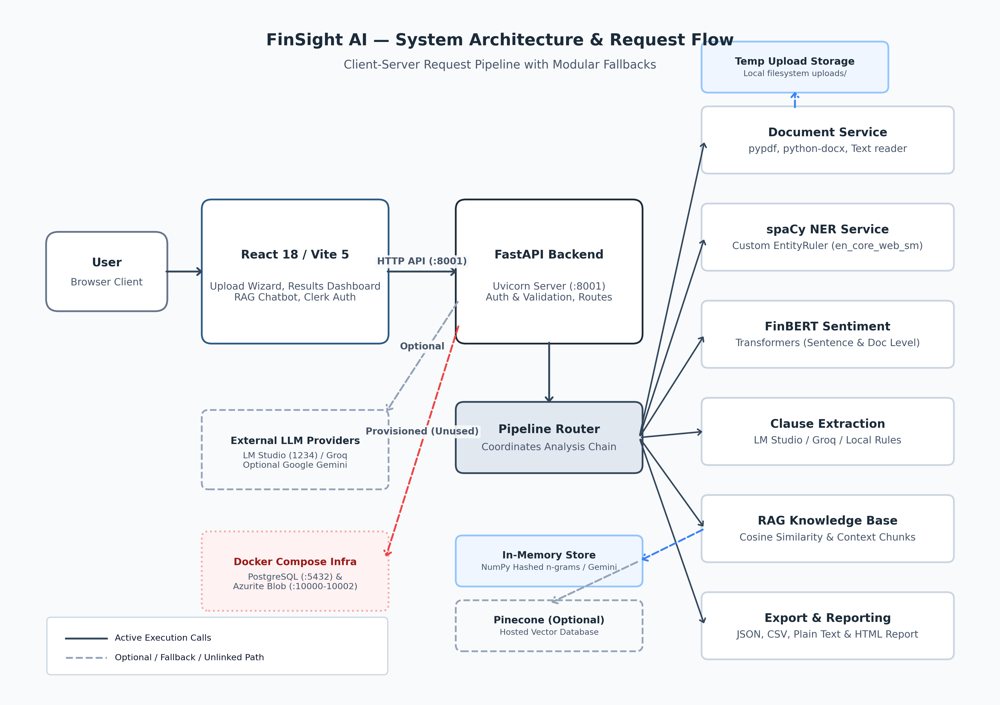 FinSight AI — System Architecture & Request Flow
Client-Server Request Pipeline with Modular Fallbacks
Temp Upload Storage
Local filesystem uploads/
Document Service
pypdf, python-docx, Text reader
spaCy NER Service
Custom EntityRuler (en_core_web_sm)
User
Browser Client
React 18 / Vite 5
Upload Wizard, Results Dashboard
RAG Chatbot, Clerk Auth
HTTP API (:8001)
FastAPI Backend
Uvicorn Server (:8001)
Auth & Validation, Routes
FinBERT Sentiment
Transformers (Sentence & Doc Level)
Optional
External LLM Providers
LM Studio (1234) / Groq
Optional Google Gemini
Provisioned (Unused)
Pipeline Router
Coordinates Analysis Chain
Clause Extraction
LM Studio / Groq / Local Rules
RAG Knowledge Base
Cosine Similarity & Context Chunks
Docker Compose Infra
PostgreSQL (:5432) &
Azurite Blob (:10000-10002)
In-Memory Store
NumPy Hashed n-grams / Gemini
Pinecone (Optional)
Hosted Vector Database
Export & Reporting
JSON, CSV, Plain Text & HTML Report
Active Execution Calls
Optional / Fallback / Unlinked Path